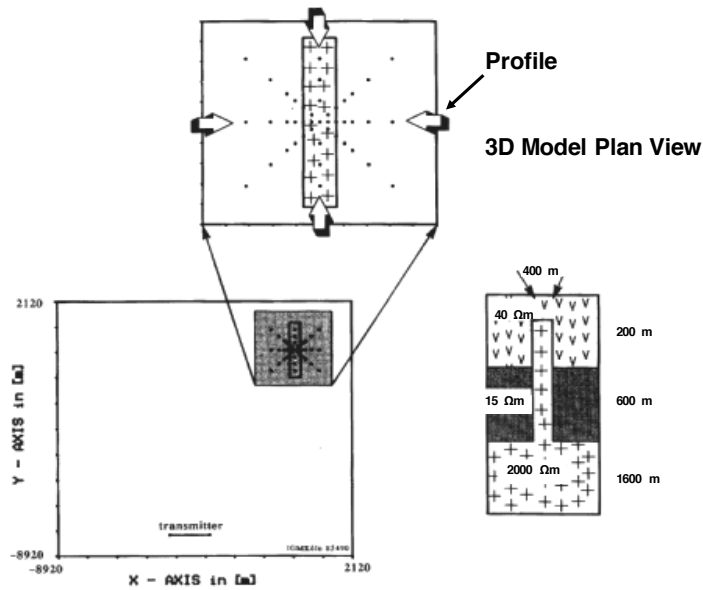 Profile
3D Model Plan View
400 m
2120
40 Ωm
200 m
15 Ωm
600 m
2000 Ωm
1600 m
Y - AXIS in [m]
transmitter
-8920
-8920
2120
X - AXIS in [m]